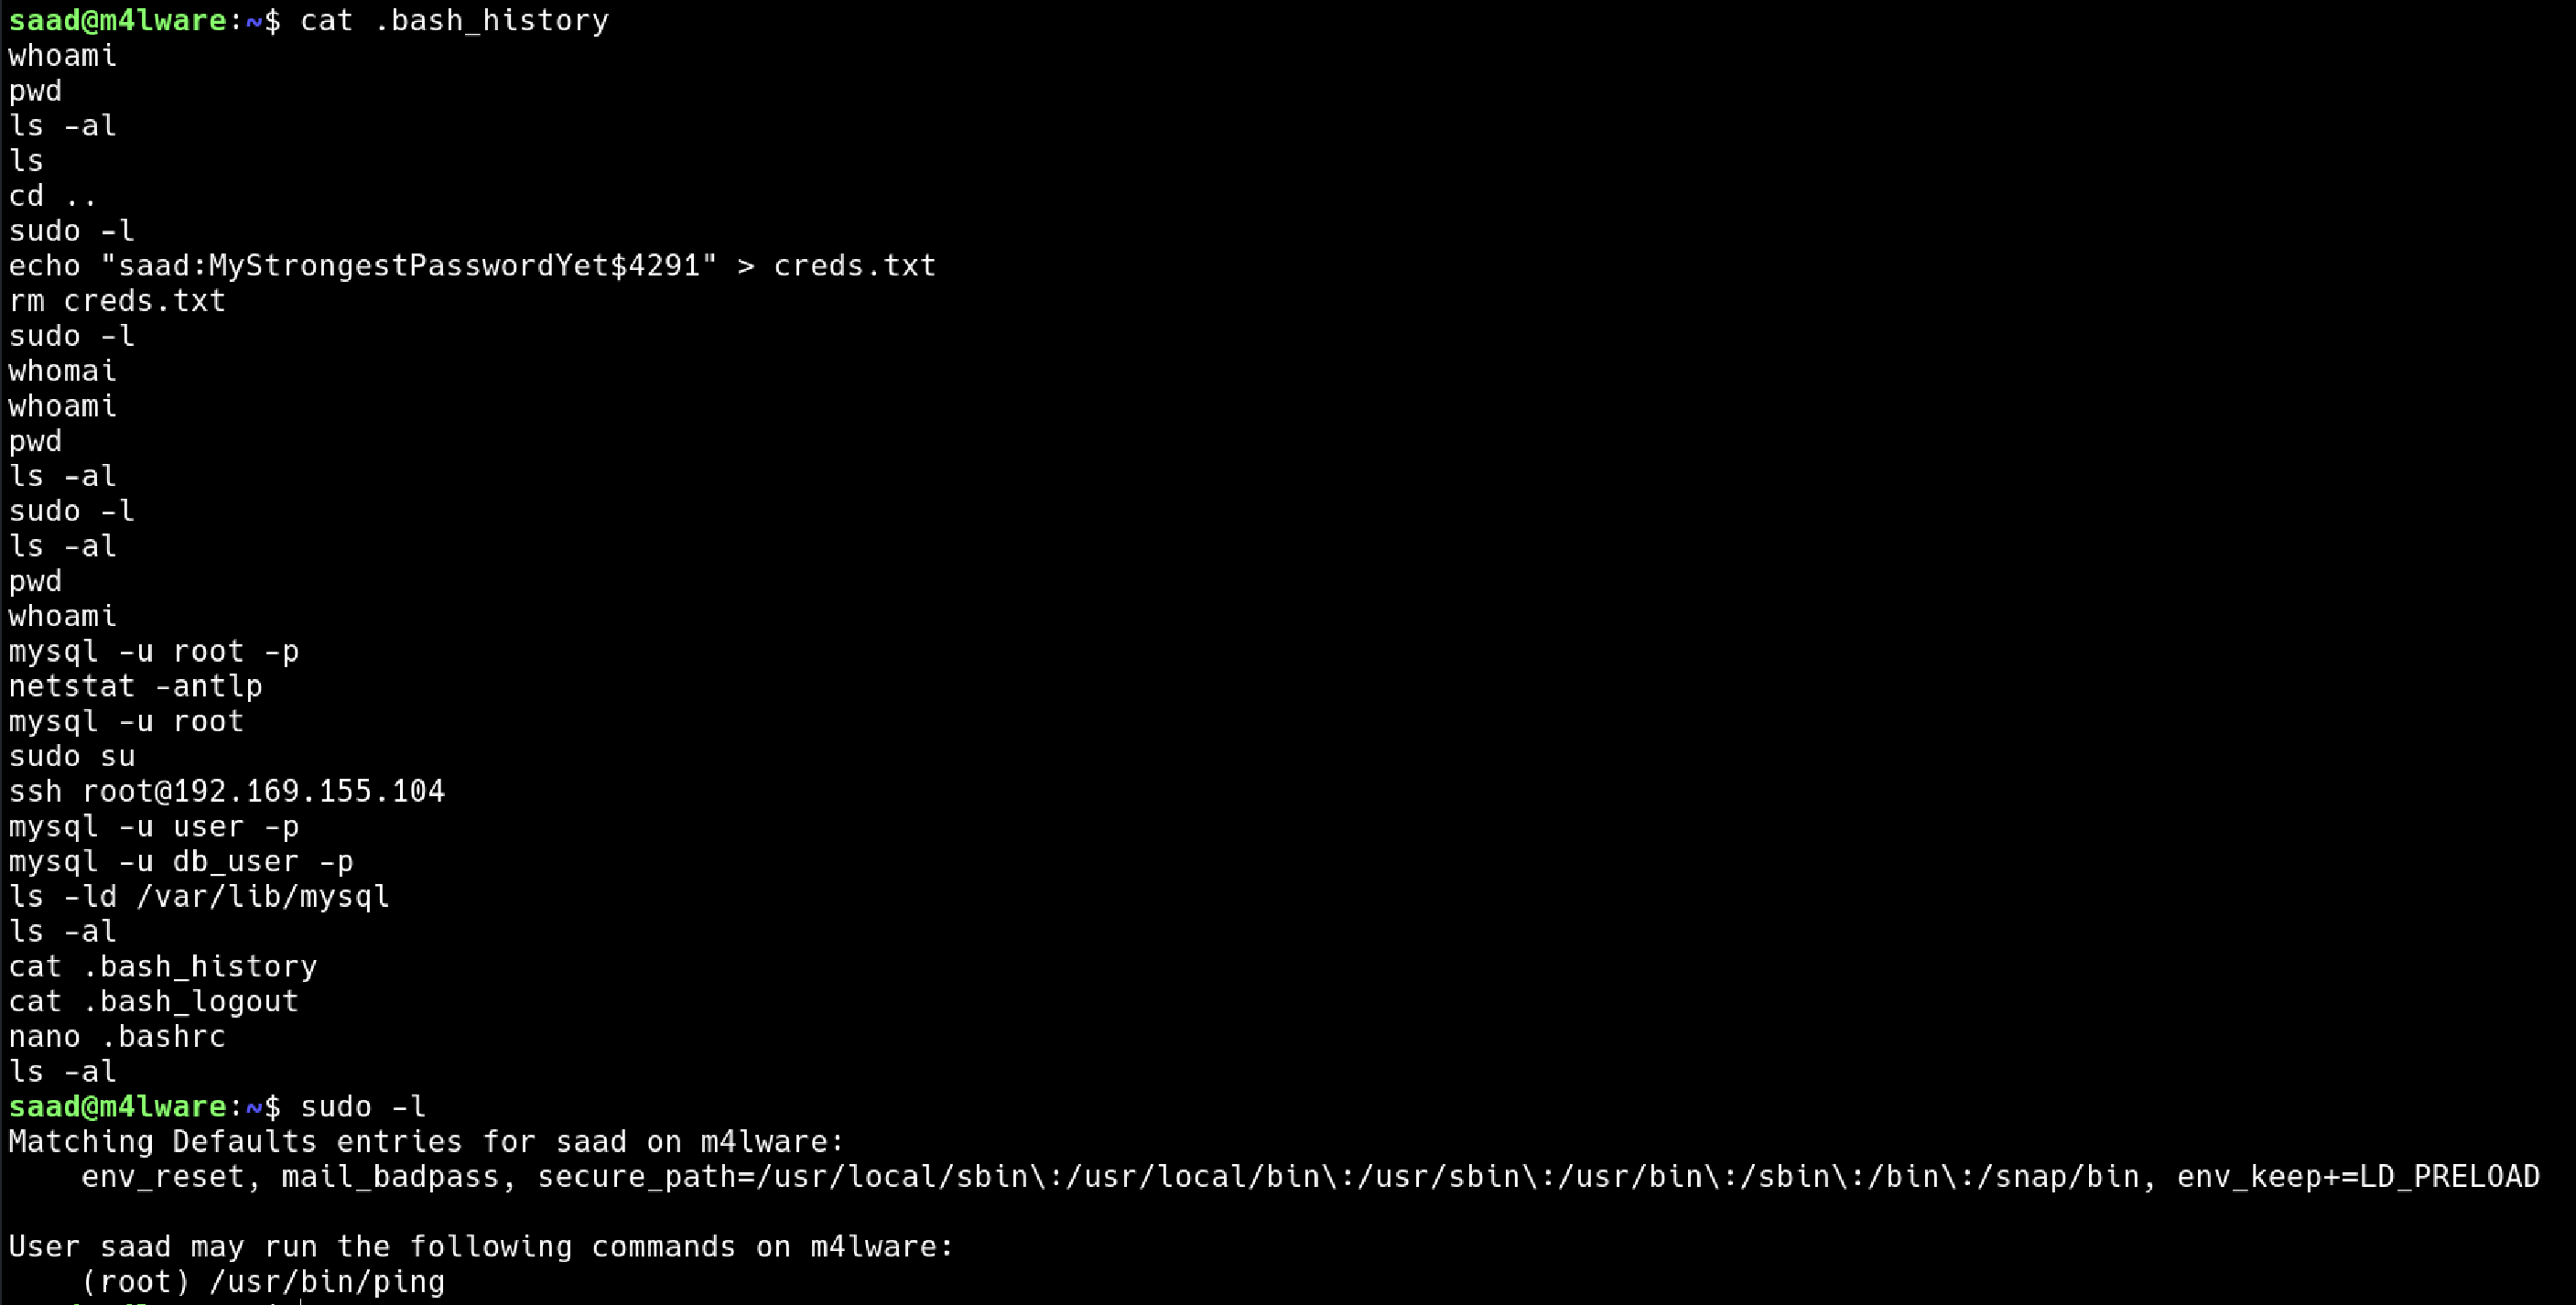 saad@m4lware:~$ cat .bash_history
whoami
pwd
ls -al
ls
cd ..
sudo -l
echo "saad:MyStrongestPasswordYet$4291" > creds.txt
rm creds.txt
sudo -l
whomai
whoami
pwd
ls -al
sudo -l
ls -al
pwd
whoami
mysql -u root -p
netstat -antlp
mysql -u root
sudo su
ssh root@192.169.155.104
mysql -u user -p
mysql -u db_user -p
ls -ld /var/lib/mysql
ls -al
cat .bash_history
cat .bash_logout
nano .bashrc
ls -al
saad@m4lware:~$ sudo -l
Matching Defaults entries for saad on m4lware:
    env_reset, mail_badpass, secure_path=/usr/local/sbin\:/usr/local/bin\:/usr/sbin\:/usr/bin\:/sbin\:/bin\:/snap/bin, env_keep+=LD_PRELOAD

User saad may run the following commands on m4lware:
    (root) /usr/bin/ping